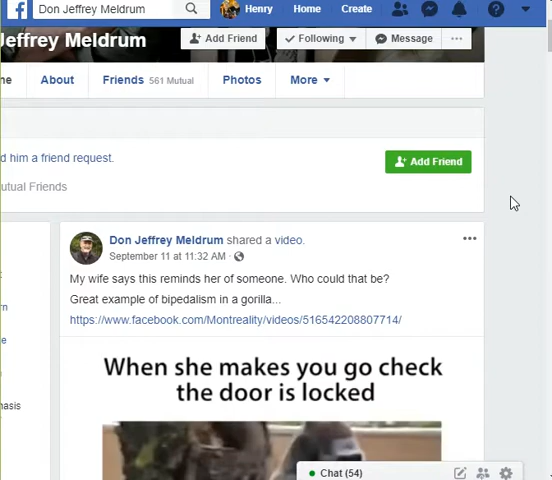 Don Jeffrey Meldrum
Henry Home Create
Jeffrey Meldrum
Add Friend Following Message
About Friends 561 Mutual Photos More
d him a friend request.
Add Friend
utual Friends
Don Jeffrey Meldrum shared a video.
September 11 at 11:32 AM ·
My wife says this reminds her of someone. Who could that be?
Great example of bipedalism in a gorilla...
https://www.facebook.com/Montreality/videos/516542208807714/
When she makes you go check
the door is locked
Chat (54)